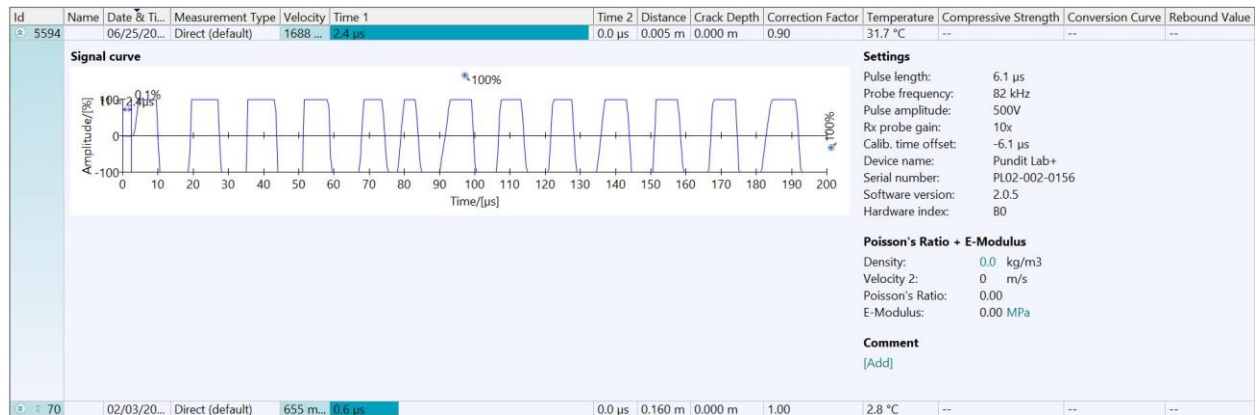 Id Name Date & Ti... Measurement Type Velocity Time 1 Time 2 Distance Crack Depth Correction Factor Temperature Compressive Strength Conversion Curve Rebound Value
5594 06/25/20... Direct (default) 1688 ... 2.4 µs 0.0 µs 0.005 m 0.000 m 0.90 31.7 °C -- -- --
Signal curve
100%
0.1%
2.4µs
100
0
-100
Amplitude/[%]
100%
0 10 20 30 40 50 60 70 80 90 100 110 120 130 140 150 160 170 180 190 200
Time/[µs]
Settings
Pulse length: 6.1 µs
Probe frequency: 82 kHz
Pulse amplitude: 500V
Rx probe gain: 10x
Calib. time offset: -6.1 µs
Device name: Pundit Lab+
Serial number: PL02-002-0156
Software version: 2.0.5
Hardware index: B0
Poisson's Ratio + E-Modulus
Density: 0.0 kg/m3
Velocity 2: 0 m/s
Poisson's Ratio: 0.00
E-Modulus: 0.00 MPa
Comment
[Add]
70 02/03/20... Direct (default) 655 m... 0.6 µs 0.0 µs 0.160 m 0.000 m 1.00 2.8 °C -- -- --